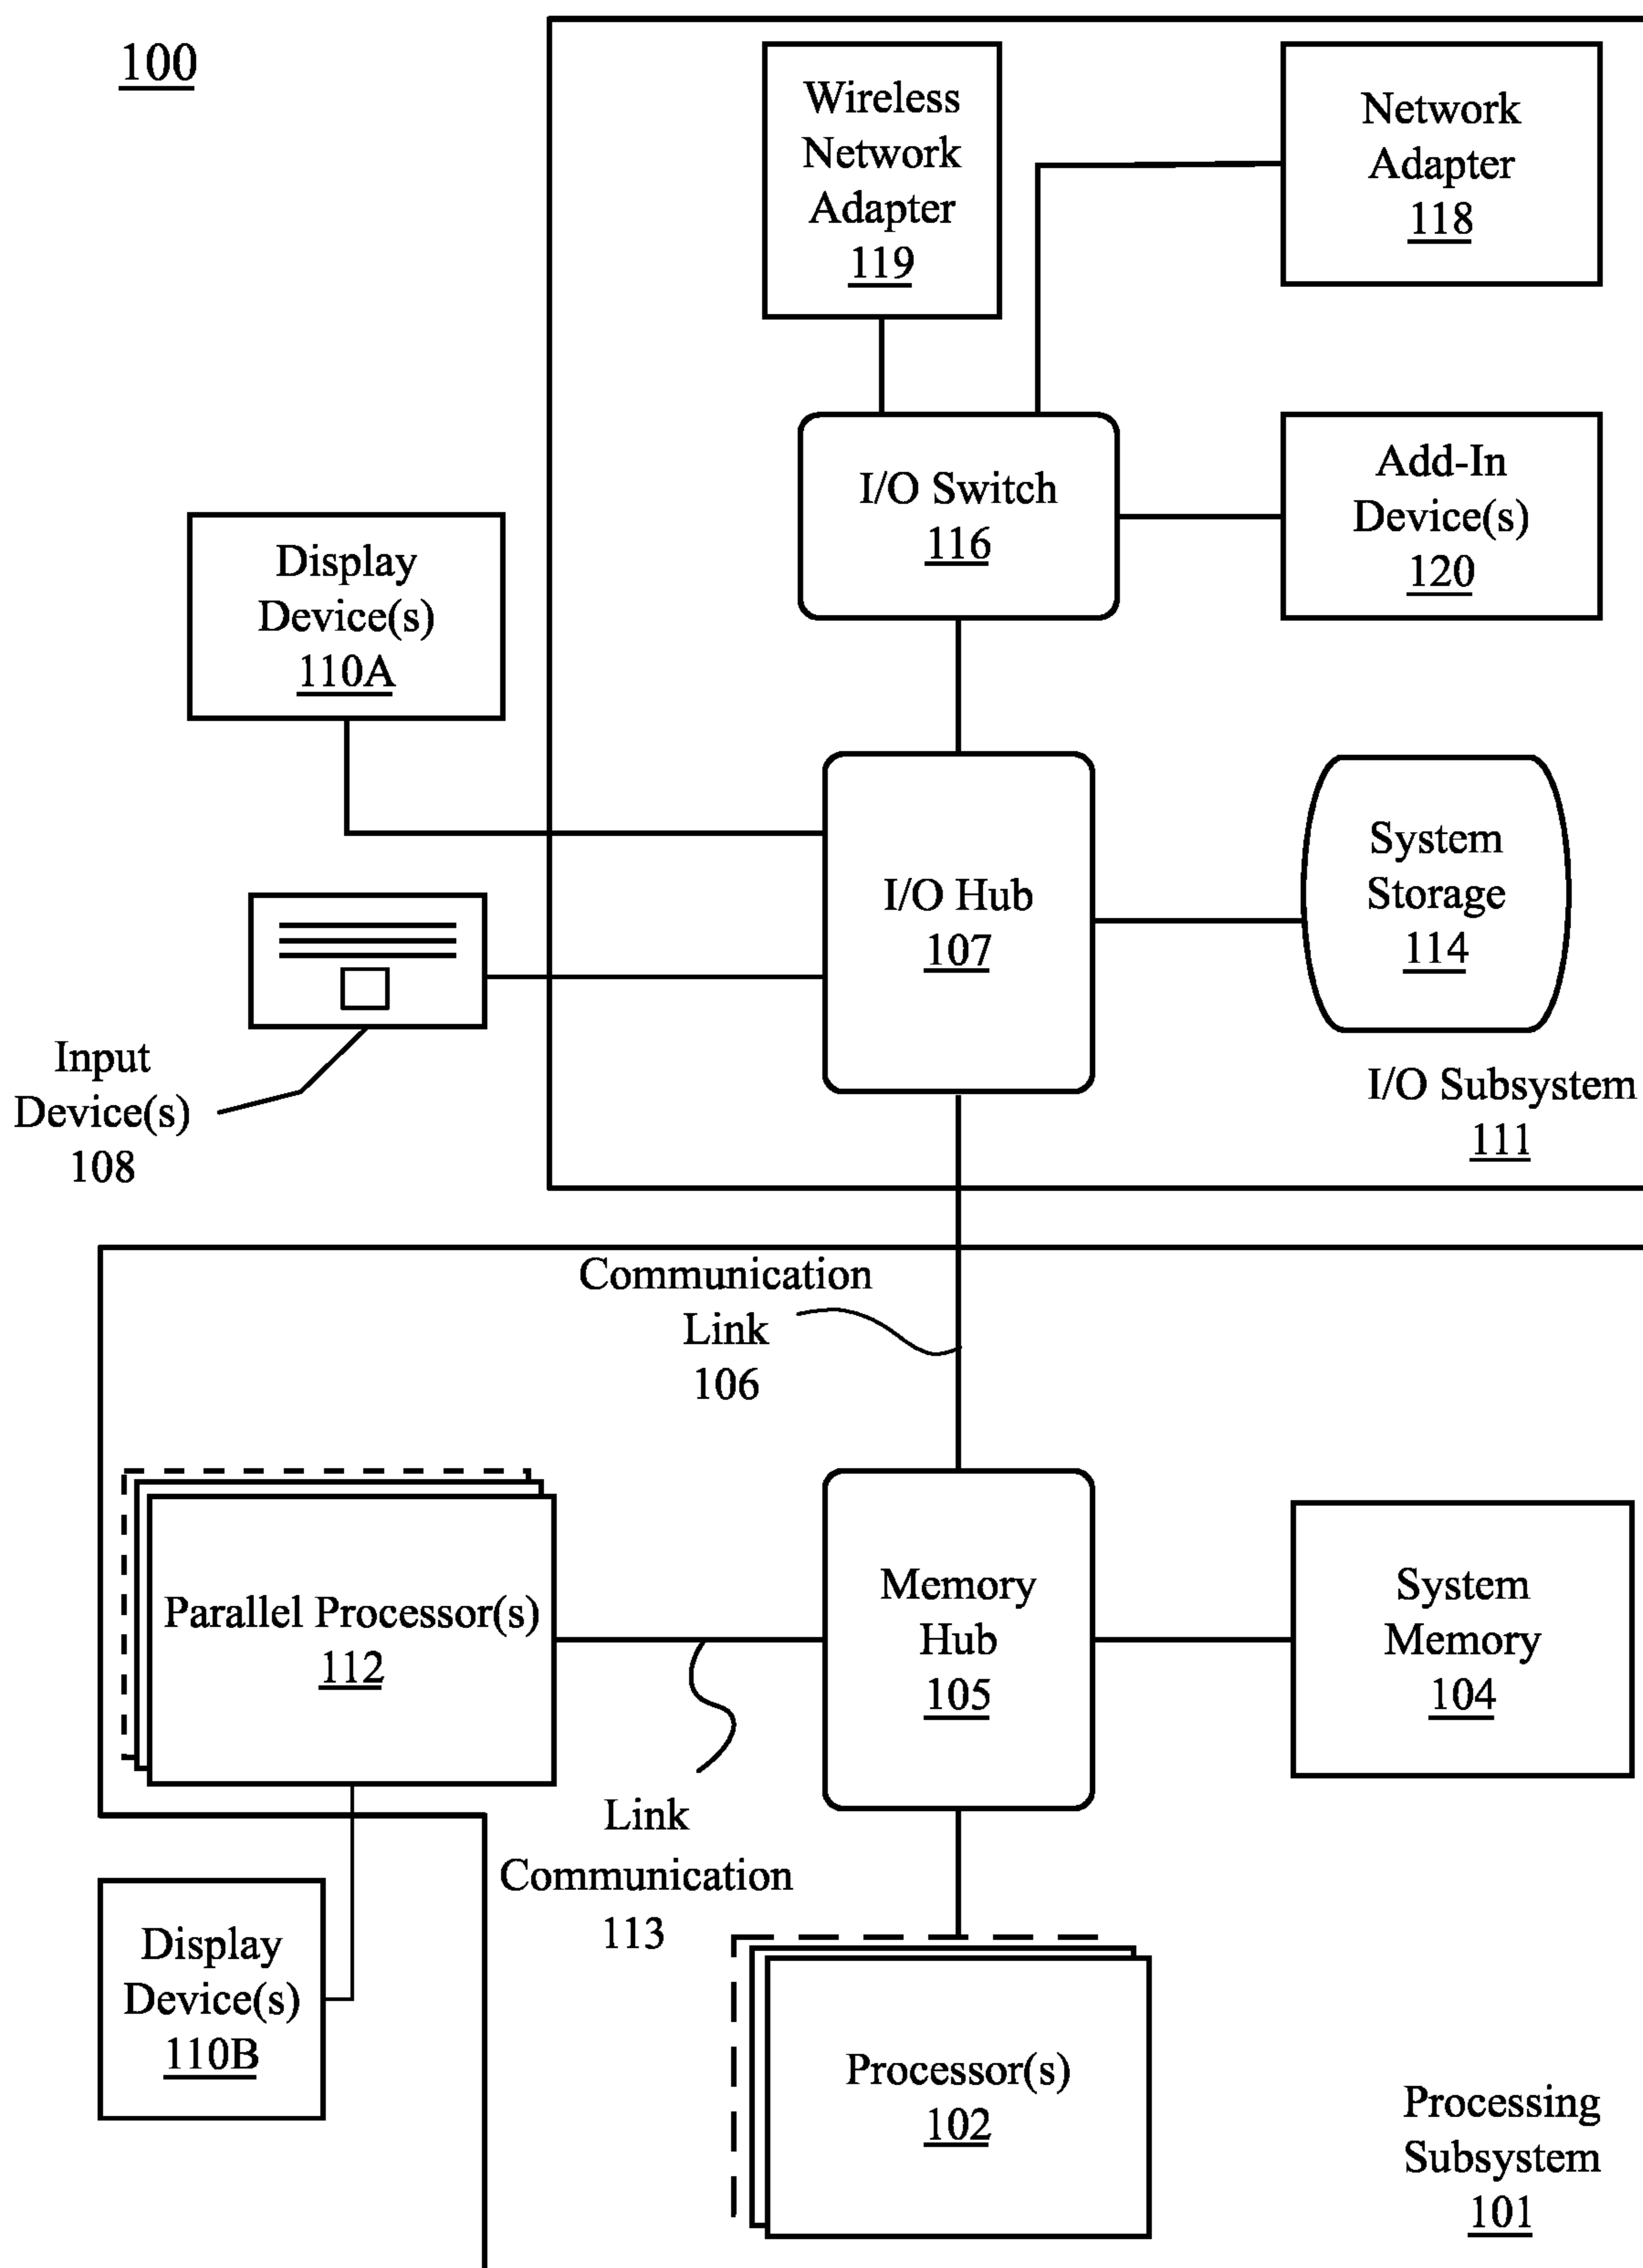 100
Wireless
Network
Adapter
119
Network
Adapter
118
I/O Switch
116
Add-In
Device(s)
120
Display
Device(s)
110A
I/O Hub
107
System
Storage
114
Input
Device(s)
108
I/O Subsystem
111
Communication
Link
106
Parallel Processor(s)
112
Memory
Hub
105
System
Memory
104
Link
Communication
113
Display
Device(s)
110B
Processor(s)
102
Processing
Subsystem
101